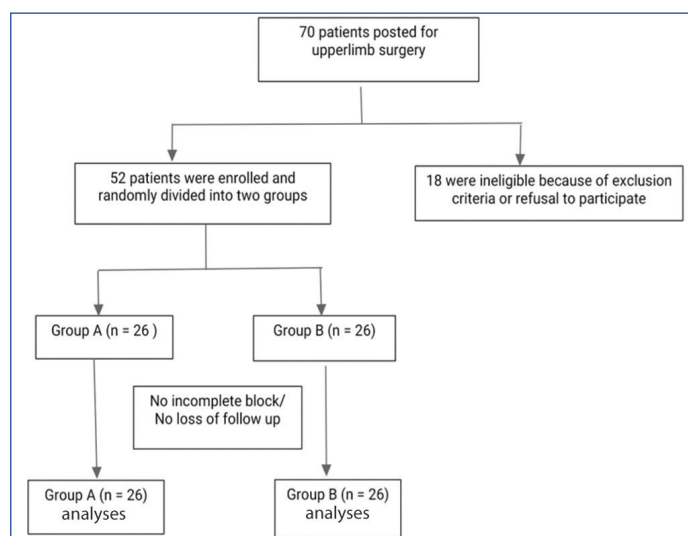 70 patients posted for
upperlimb surgery
52 patients were enrolled and
randomly divided into two groups
18 were ineligible because of exclusion
criteria or refusal to participate
Group A (n = 26 )
Group B (n = 26)
No incomplete block/
No loss of follow up
Group A (n = 26)
analyses
Group B (n = 26)
analyses